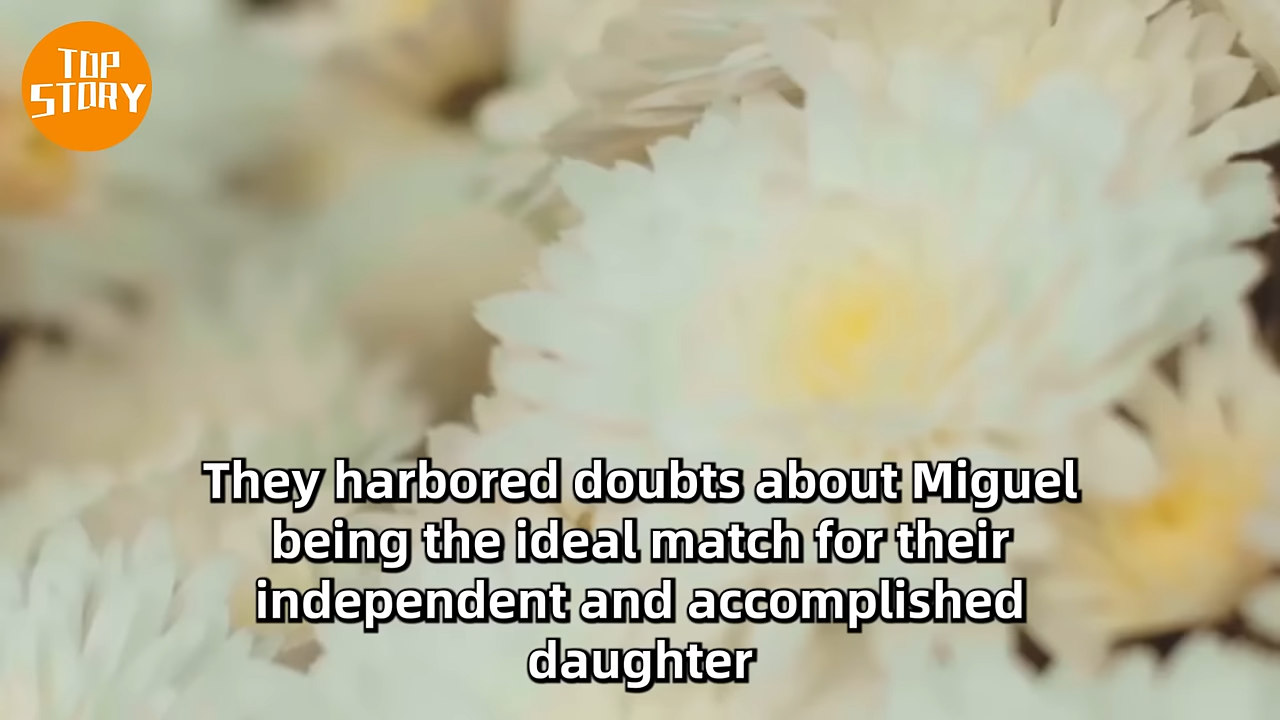 TOP
STORY
They harbored doubts about Miguel
being the ideal match for their
independent and accomplished
daughter